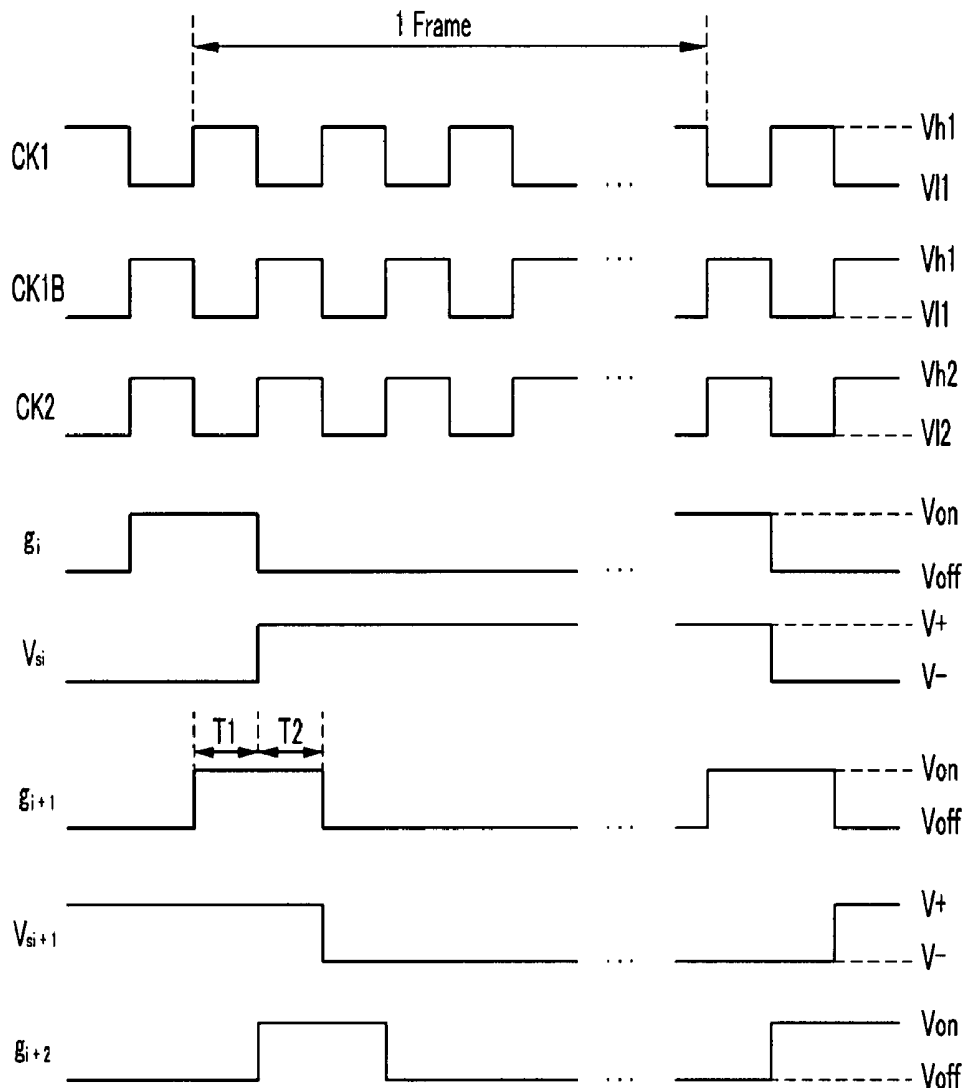 1 Frame
CK1
Vh1
Vl1
CK1B
Vh1
Vl1
CK2
Vh2
Vl2
gi
Von
Voff
Vsi
V+
V-
T1 T2
gi+1
Von
Voff
Vsi+1
V+
V-
gi+2
Von
Voff